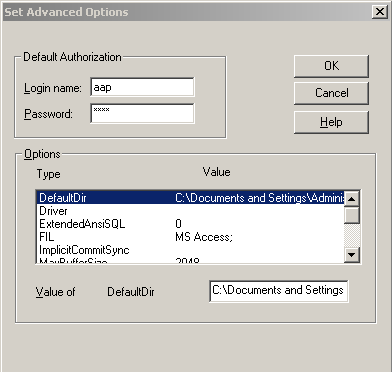 Set Advanced Options
Default Authorization
Login name: aap
Password: ****
OK
Cancel
Help
Options
Type Value
DefaultDir C:\Documents and Settings\Adminis
Driver
ExtendedAnsiSQL 0
FIL MS Access;
ImplicitCommitSync
MaxBufferSize 2048
Value of DefaultDir C:\Documents and Settings